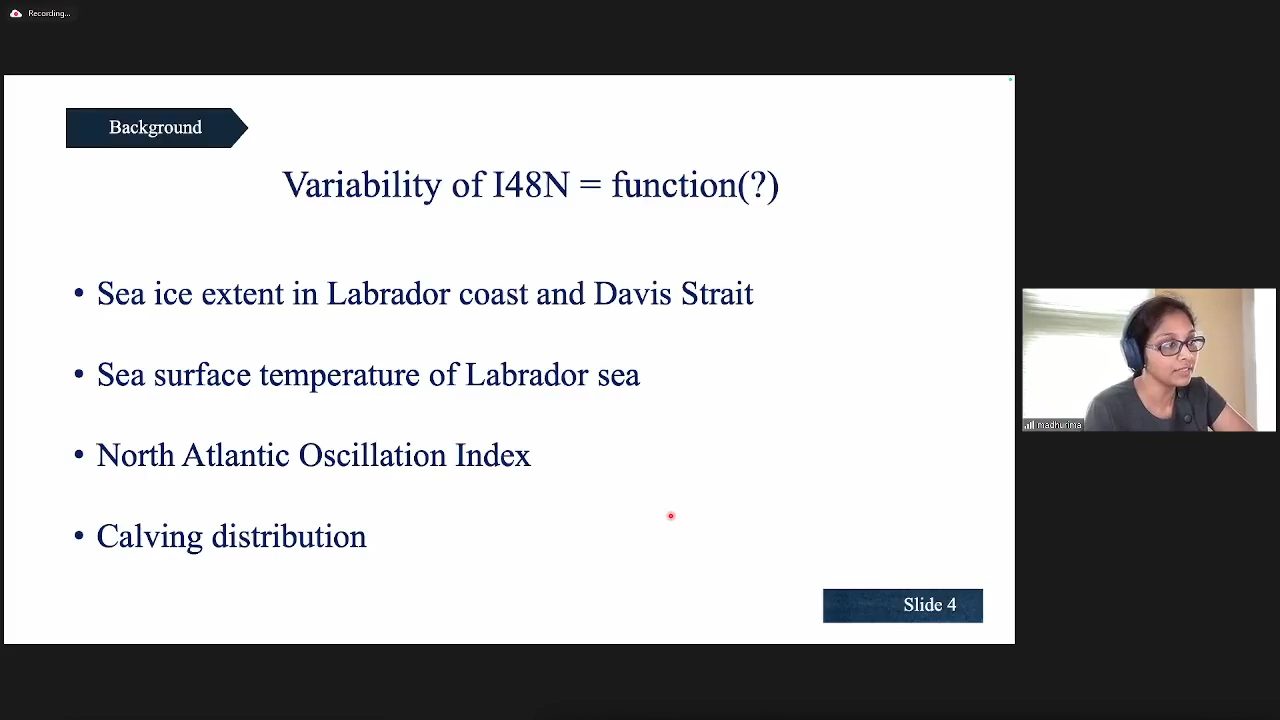 Recording...
Background
Variability of I48N = function(?)
• Sea ice extent in Labrador coast and Davis Strait
• Sea surface temperature of Labrador sea
• North Atlantic Oscillation Index
• Calving distribution
Slide 4
madhurima